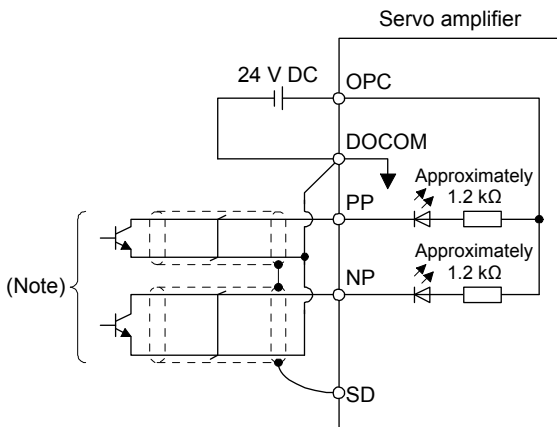 Servo amplifier
24 V DC
OPC
DOCOM
Approximately
1.2 kΩ
PP
Approximately
1.2 kΩ
(Note)
NP
SD